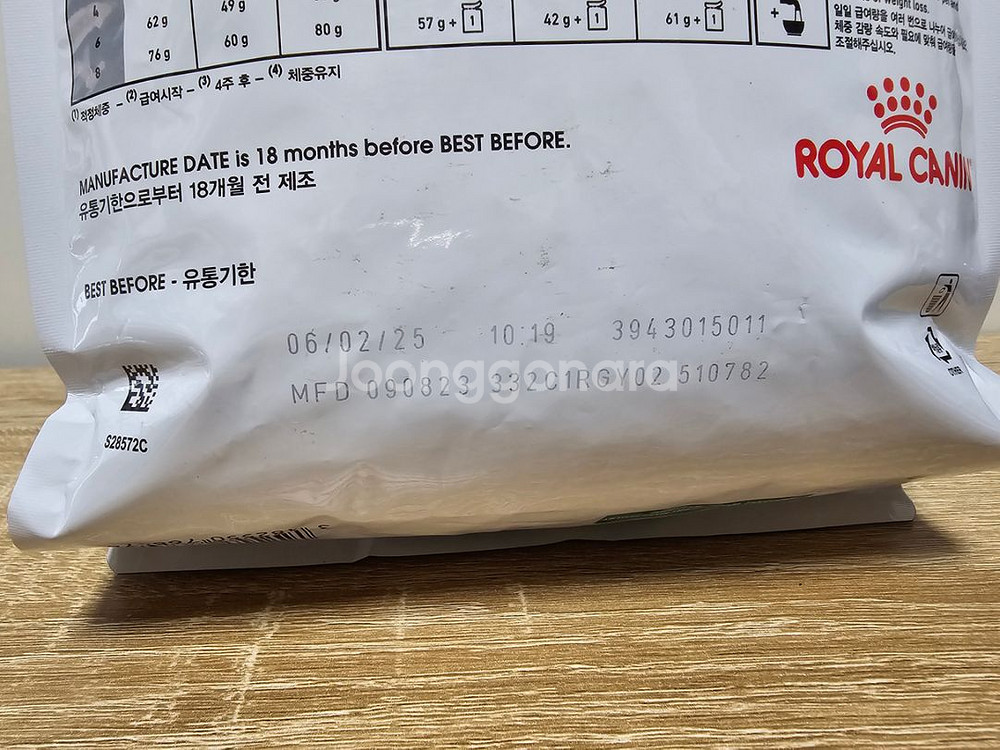 4 62 g 49 g
57 g + 1 42 g + 1 61 g + 1 +
6 76 g 60 g 80 g
8
of weight loss.
일일 급여량을 여러 번으로 나누어
체중 감량 속도와 필요에 맞춰
조절해주십시오.
(1) 적정체중 - (2) 급여시작 - (3) 4주 후 - (4) 체중유지
ROYAL CANIN
MANUFACTURE DATE is 18 months before BEST BEFORE.
유통기한으로부터 18개월 전 제조
BEST BEFORE - 유통기한
06/02/25 10:19 3943015011
MFD 090823 332C1RGY02 510782
Joonggonara
S28572C